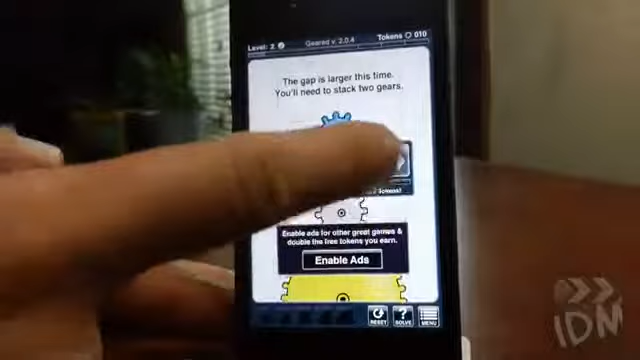 Level: 2
Geared v. 2.0.4
Tokens 010
The gap is larger this time.
You'll need to stack two gears.
Tokens!
Enable ads for other great games &
double the free tokens you earn.
Enable Ads
RESET
? SOLVE
MENU
IDM